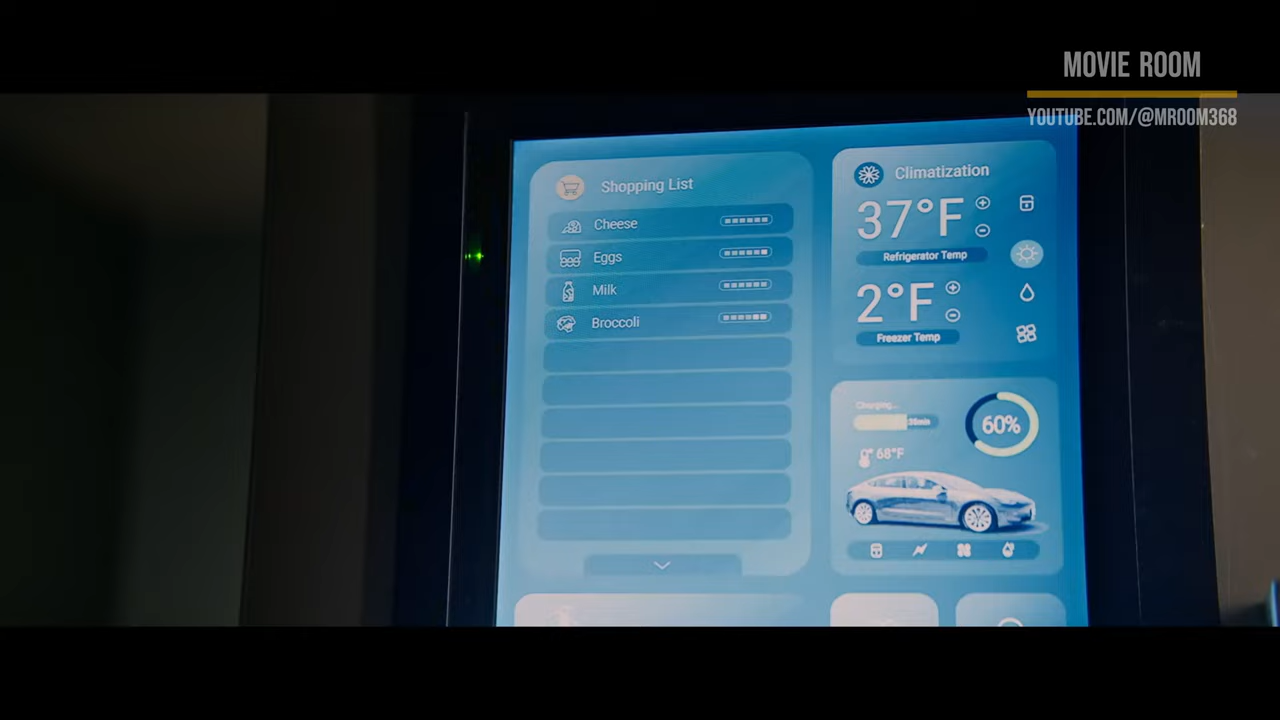 MOVIE ROOM
YOUTUBE.COM/@MROOM368
Shopping List
Cheese
Eggs
Milk
Broccoli
Climatization
37°F
Refrigerator Temp
2°F
Freezer Temp
Charging...
60%
68°F